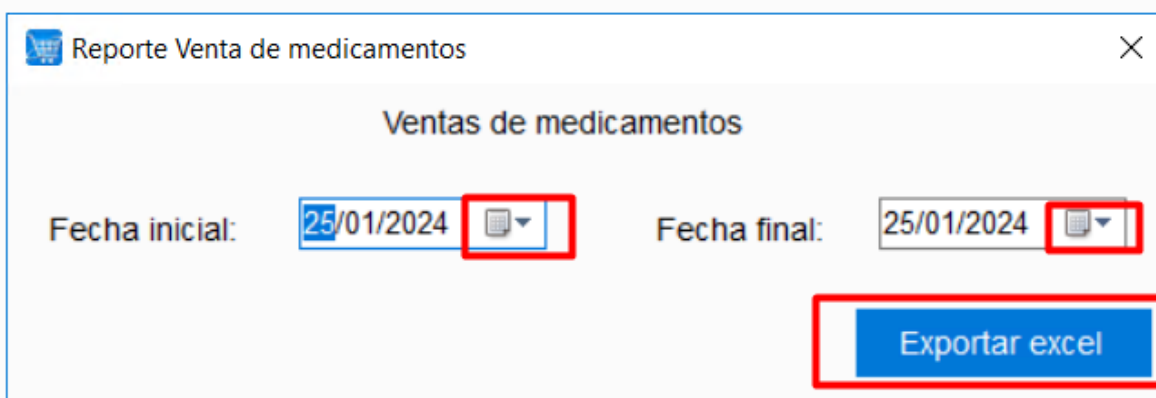 Reporte Venta de medicamentos
Ventas de medicamentos
Fecha inicial: 25/01/2024 Fecha final: 25/01/2024
Exportar excel